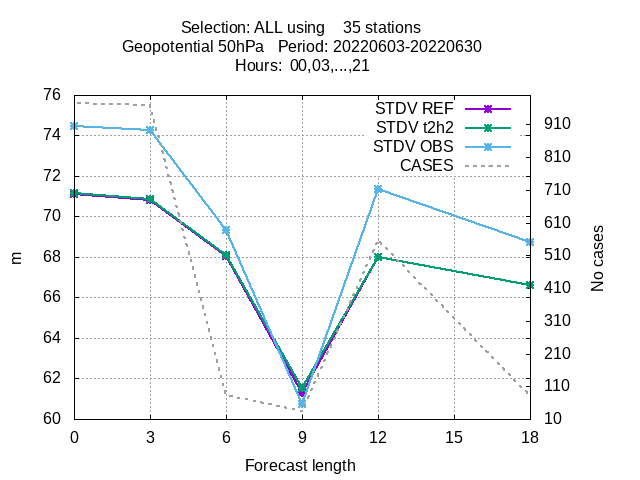 Selection: ALL using    35 stations
Geopotential 50hPa   Period: 20220603-20220630
Hours:  00,03,...,21
STDV REF
STDV t2h2
STDV OBS
CASES
76
74
72
70
68
66
64
62
60
m
910
810
710
610
510
410
310
210
110
10
No cases
0 3 6 9 12 15 18
Forecast length